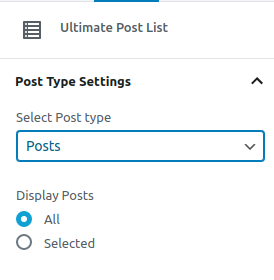 Ultimate Post List
Post Type Settings
Select Post type
Posts
Display Posts
All
Selected